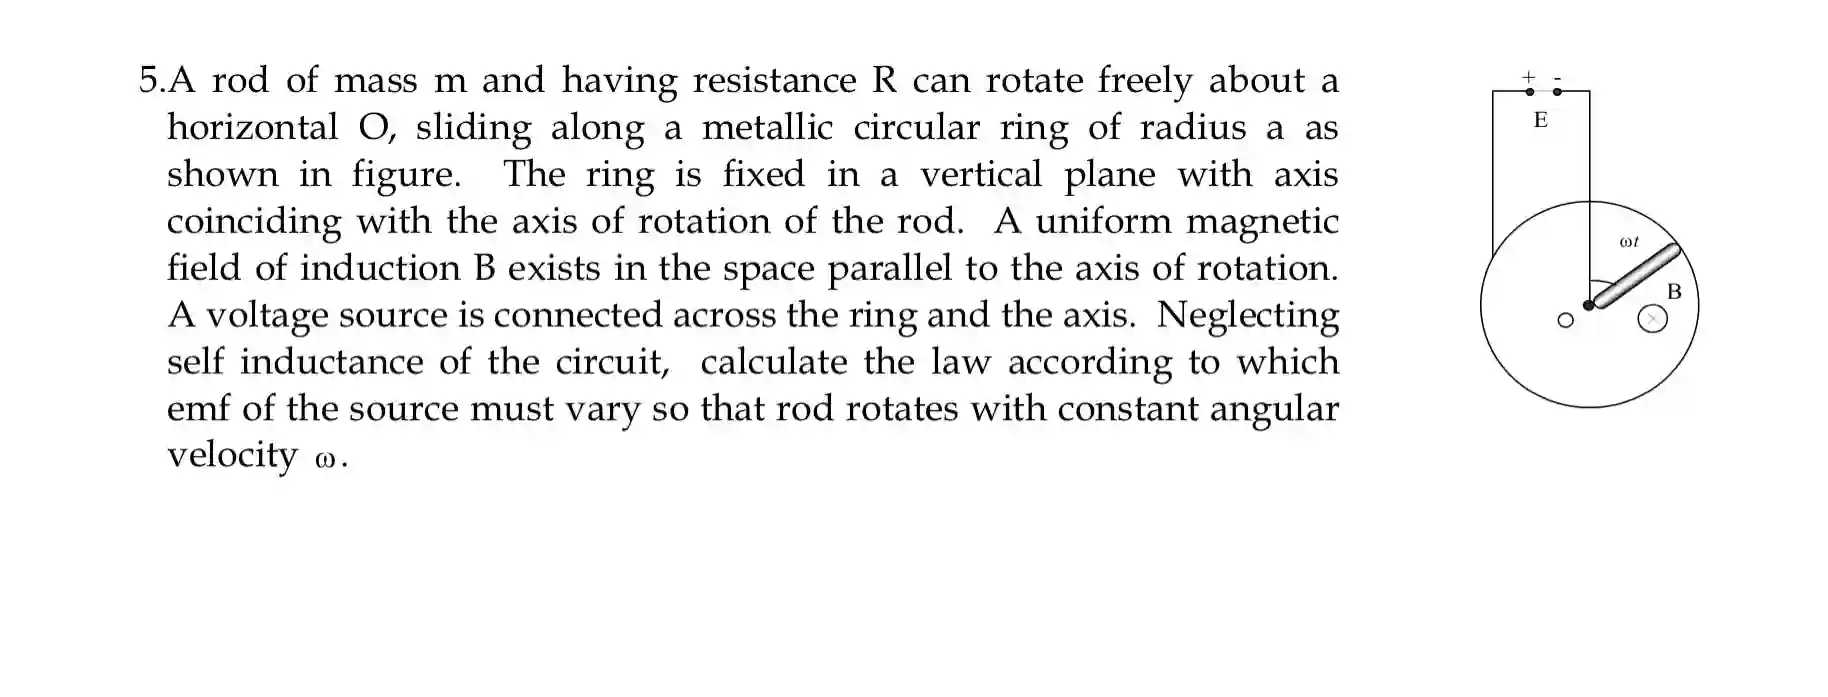 5.A rod of mass m and having resistance R can rotate freely about a
horizontal O, sliding along a metallic circular ring of radius a as
shown in figure. The ring is fixed in a vertical plane with axis
coinciding with the axis of rotation of the rod. A uniform magnetic
field of induction B exists in the space parallel to the axis of rotation.
A voltage source is connected across the ring and the axis. Neglecting
self inductance of the circuit, calculate the law according to which
emf of the source must vary so that rod rotates with constant angular
velocity ω.
+ -
E
ωt
B
O